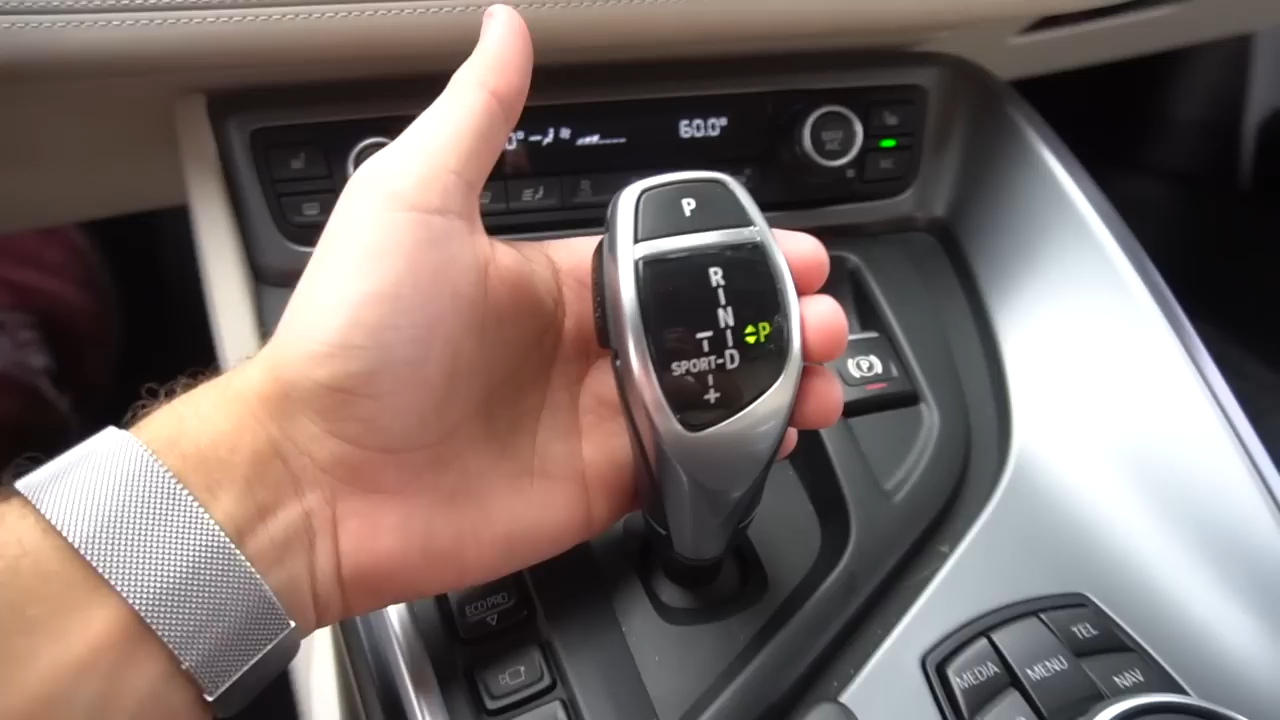 60.0°
P
R
N
P
SPORT-D
+
(P)
ECO PRO
MEDIA
MENU
TEL
NAV